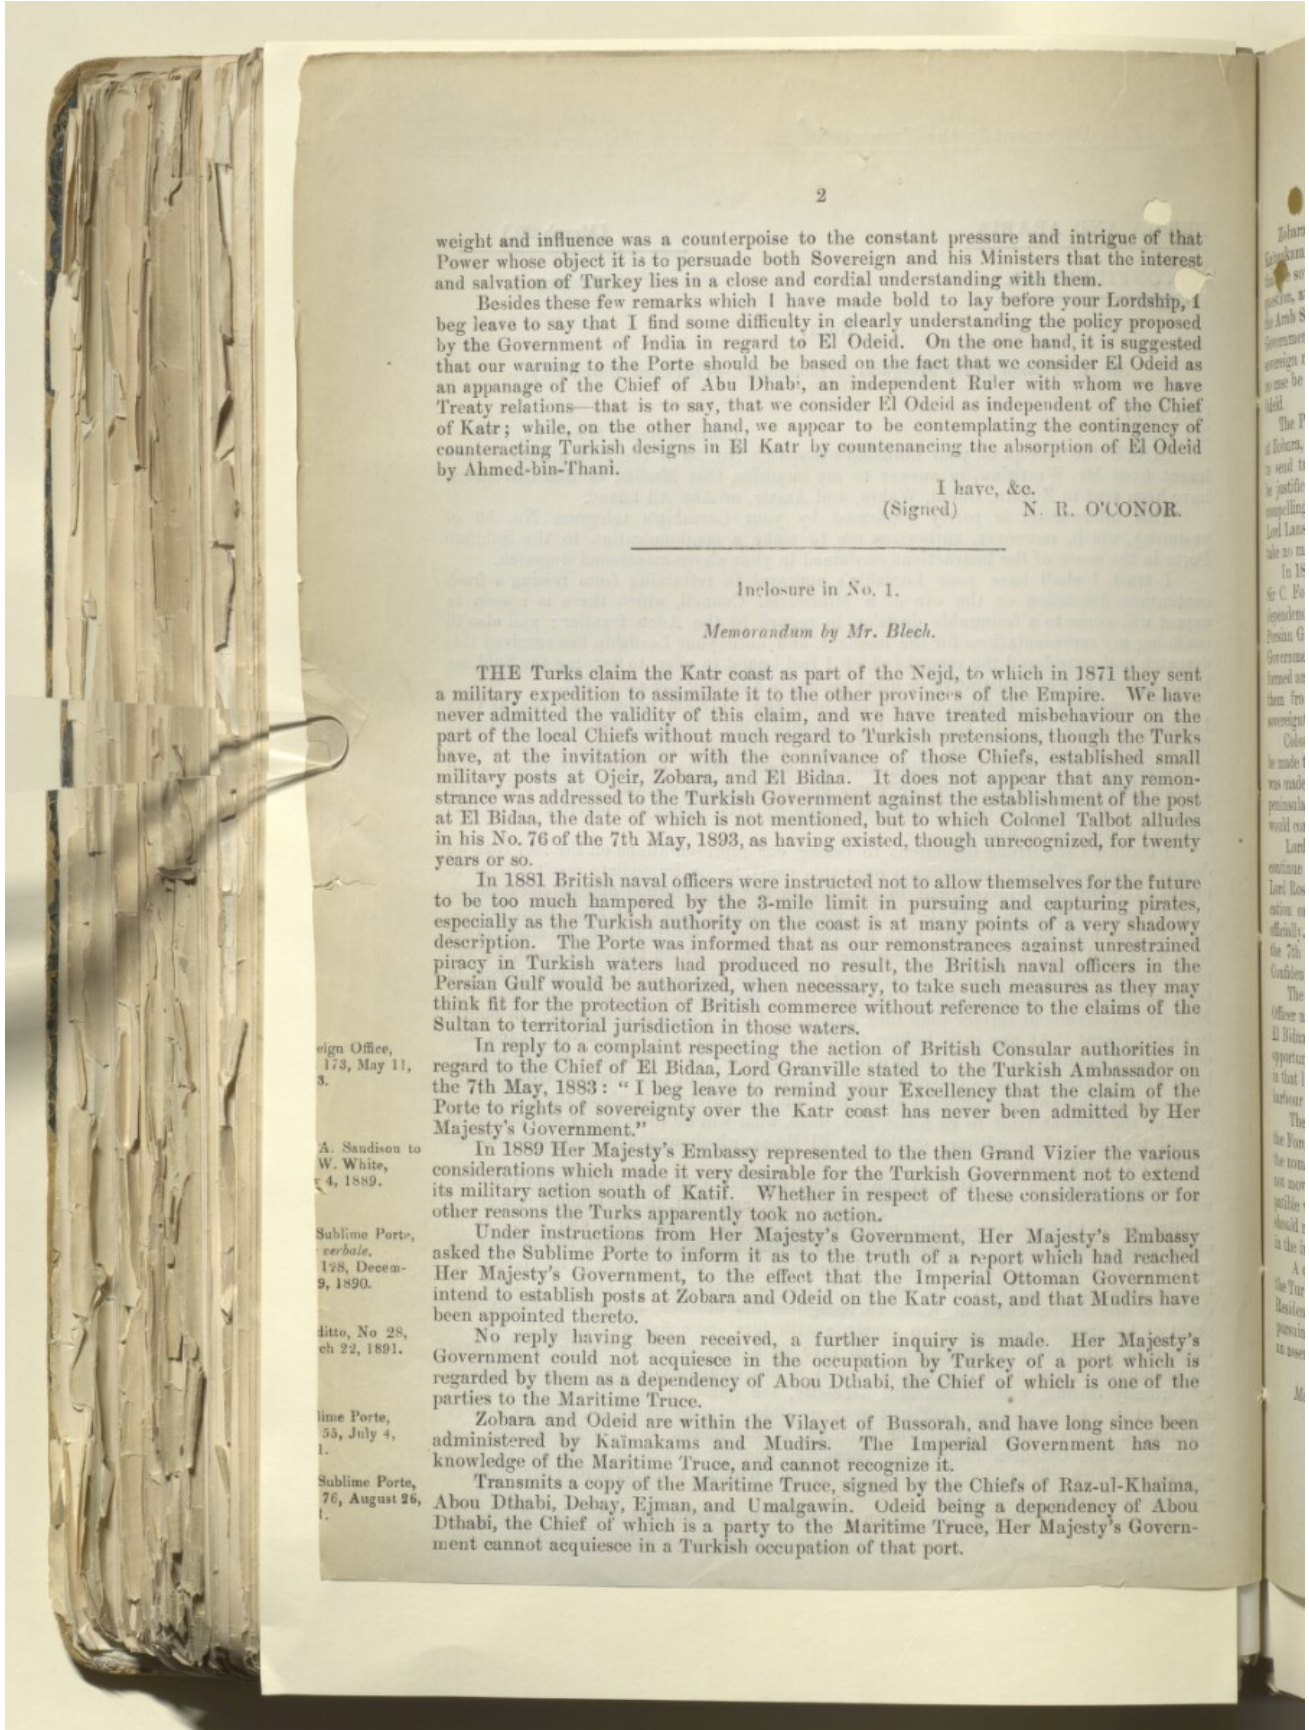 2
weight and influence was a counterpoise to the constant pressure and intrigue of that
Power whose object it is to persuade both Sovereign and his Ministers that the interest
and salvation of Turkey lies in a close and cordial understanding with them.
Besides these few remarks which I have made bold to lay before your Lordship, I
beg leave to say that I find some difficulty in clearly understanding the policy proposed
by the Government of India in regard to El Odeid. On the one hand, it is suggested
that our warning to the Porte should be based on the fact that we consider El Odeid as
an appanage of the Chief of Abu Dhabi, an independent Ruler with whom we have
Treaty relations—that is to say, that we consider El Odeid as independent of the Chief
of Katr; while, on the other hand, we appear to be contemplating the contingency of
counteracting Turkish designs in El Katr by countenancing the absorption of El Odeid
by Ahmed-bin-Thani.
I have, &c.
(Signed) N. R. O'CONOR.
Inclosure in No. 1.
Memorandum by Mr. Blech.
THE Turks claim the Katr coast as part of the Nejd, to which in 1871 they sent
a military expedition to assimilate it to the other provinces of the Empire. We have
never admitted the validity of this claim, and we have treated misbehaviour on the
part of the local Chiefs without much regard to Turkish pretensions, though the Turks
have, at the invitation or with the connivance of those Chiefs, established small
military posts at Ojeir, Zobara, and El Bidaa. It does not appear that any remon-
strance was addressed to the Turkish Government against the establishment of the post
at El Bidaa, the date of which is not mentioned, but to which Colonel Talbot alludes
in his No. 76 of the 7th May, 1893, as having existed, though unrecognized, for twenty
years or so.
In 1881 British naval officers were instructed not to allow themselves for the future
to be too much hampered by the 3-mile limit in pursuing and capturing pirates,
especially as the Turkish authority on the coast is at many points of a very shadowy
description. The Porte was informed that as our remonstrances against unrestrained
piracy in Turkish waters had produced no result, the British naval officers in the
Persian Gulf would be authorized, when necessary, to take such measures as they may
think fit for the protection of British commerce without reference to the claims of the
Sultan to territorial jurisdiction in those waters.
eign Office,
173, May 11,
3.
In reply to a complaint respecting the action of British Consular authorities in
regard to the Chief of El Bidaa, Lord Granville stated to the Turkish Ambassador on
the 7th May, 1883: "I beg leave to remind your Excellency that the claim of the
Porte to rights of sovereignty over the Katr coast has never been admitted by Her
Majesty's Government."
A. Sandison to
W. White,
4, 1889.
In 1889 Her Majesty's Embassy represented to the then Grand Vizier the various
considerations which made it very desirable for the Turkish Government not to extend
its military action south of Katif. Whether in respect of these considerations or for
other reasons the Turks apparently took no action.
Sublime Porte,
verbale,
128, Decem-
9, 1890.
Under instructions from Her Majesty's Government, Her Majesty's Embassy
asked the Sublime Porte to inform it as to the truth of a report which had reached
Her Majesty's Government, to the effect that the Imperial Ottoman Government
intend to establish posts at Zobara and Odeid on the Katr coast, and that Mudirs have
been appointed thereto.
ditto, No 28,
ch 22, 1891.
No reply having been received, a further inquiry is made. Her Majesty's
Government could not acquiesce in the occupation by Turkey of a port which is
regarded by them as a dependency of Abou Dthabi, the Chief of which is one of the
parties to the Maritime Truce.
lime Porte,
55, July 4,
1.
Zobara and Odeid are within the Vilayet of Bussorah, and have long since been
administered by Kaïmakams and Mudirs. The Imperial Government has no
knowledge of the Maritime Truce, and cannot recognize it.
Sublime Porte,
76, August 26,
1.
Transmits a copy of the Maritime Truce, signed by the Chiefs of Raz-ul-Khaima,
Abou Dthabi, Debay, Ejman, and Umalgawin. Odeid being a dependency of Abou
Dthabi, the Chief of which is a party to the Maritime Truce, Her Majesty's Govern-
ment cannot acquiesce in a Turkish occupation of that port.